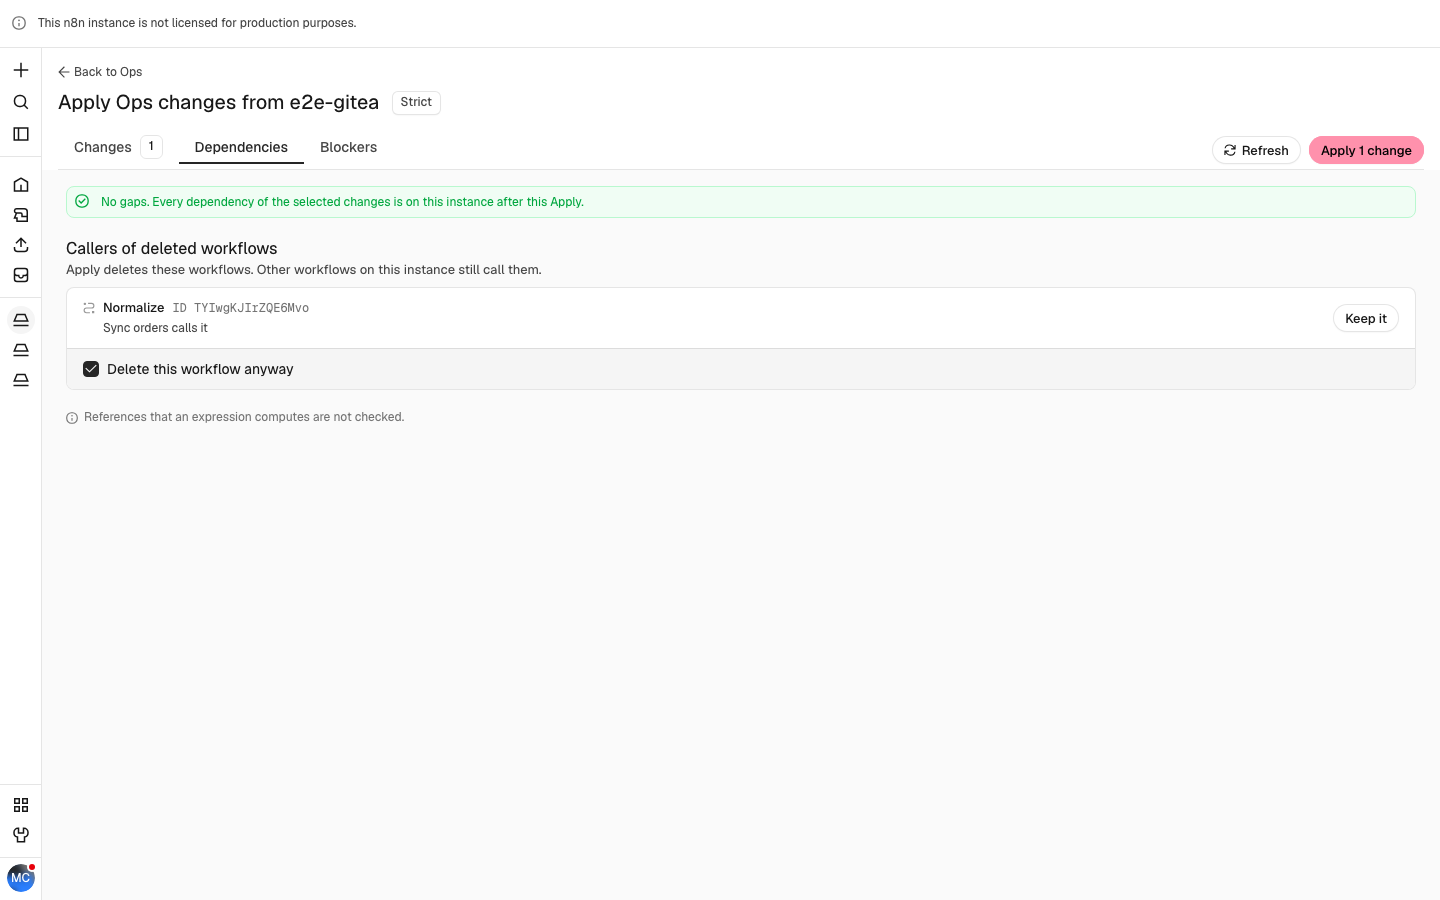 This n8n instance is not licensed for production purposes.
Back to Ops
Apply Ops changes from e2e-gitea Strict
Changes 1 Dependencies Blockers
Refresh Apply 1 change
No gaps. Every dependency of the selected changes is on this instance after this Apply.
Callers of deleted workflows
Apply deletes these workflows. Other workflows on this instance still call them.
Normalize ID TYIwgKJIrZQE6Mvo
Sync orders calls it
Keep it
Delete this workflow anyway
References that an expression computes are not checked.
MC